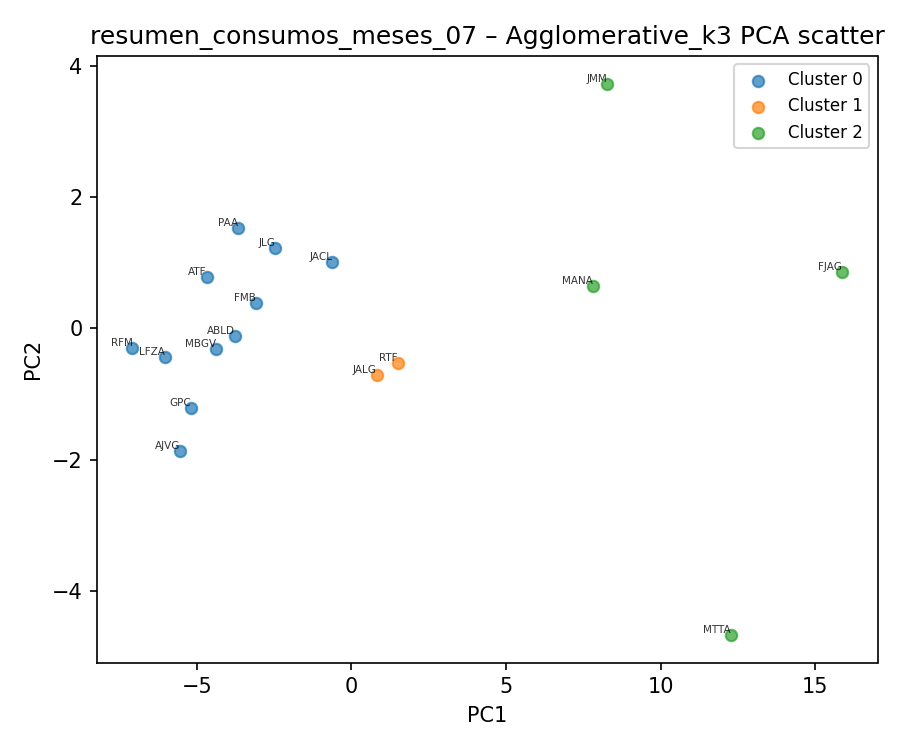 resumen_consumos_meses_07 – Agglomerative_k3 PCA scatter
Cluster 0
Cluster 1
Cluster 2
4
2
0
−2
−4
PC2
JMM
PAA
JLG
JACL
ATF
FJAG
MANA
FMB
ABLD
MBGV
RFM
LFZA
RTF
JALG
GPC
AJVG
MTTA
−5
0
5
10
15
PC1